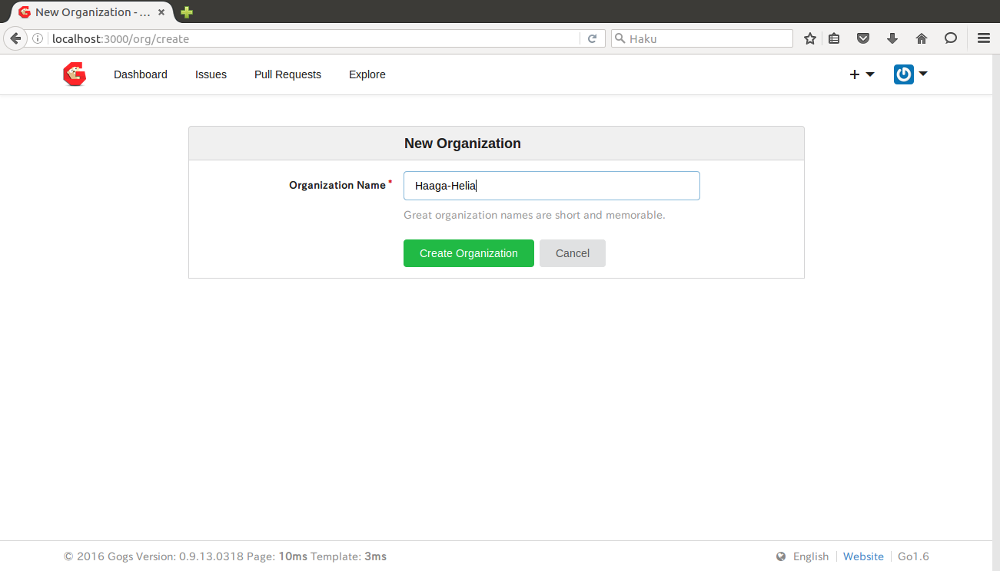 New Organization - ...
localhost:3000/org/create
Haku
Dashboard Issues Pull Requests Explore
New Organization
Organization Name *
Haaga-Helia
Great organization names are short and memorable.
Create Organization Cancel
© 2016 Gogs Version: 0.9.13.0318 Page: 10ms Template: 3ms English Website Go1.6